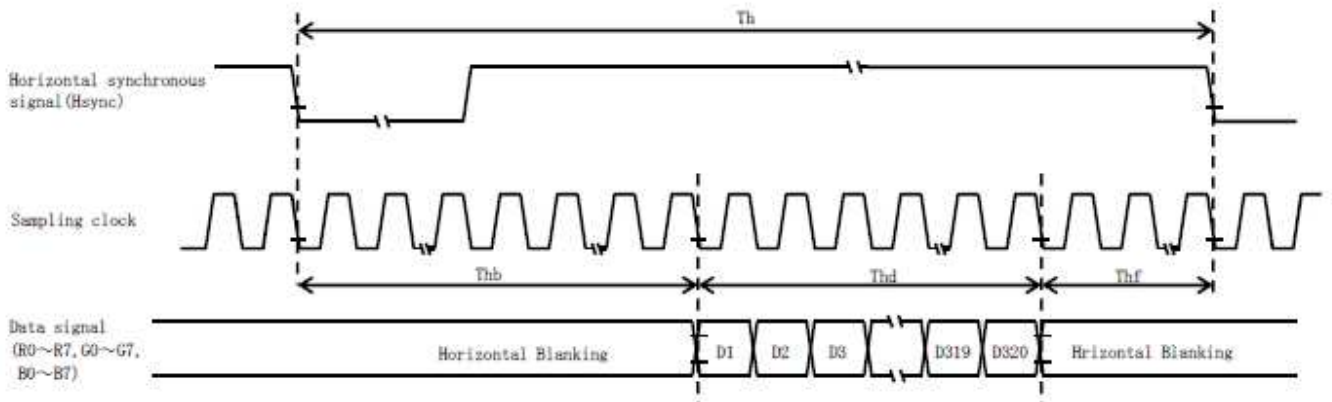 Th
Horizontal synchronous
signal(Hsync)
Sampling clock
Thb
Thd
Thf
Data signal
(R0～R7,G0～G7,
B0～B7)
Horizontal Blanking
D1
D2
D3
D319
D320
Hrizontal Blanking